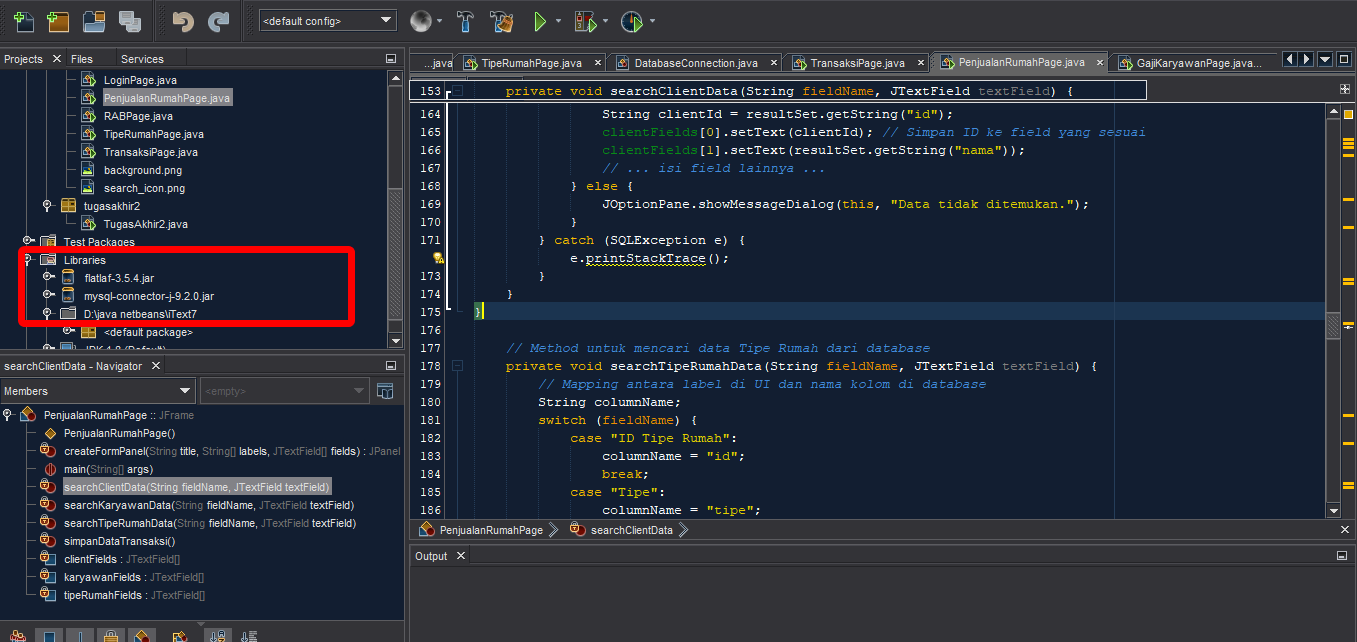 <default config>
Projects
Files
Services
LoginPage.java
PenjualanRumahPage.java
RABPage.java
TipeRumahPage.java
TransaksiPage.java
background.png
search_icon.png
tugasakhir2
TugasAkhir2.java
Test Packages
Libraries
flatlaf-3.5.4.jar
mysql-connector-j-9.2.0.jar
D:\java netbeans\iText7
<default package>
JDK 1.8 (Default)
searchClientData - Navigator
Members
<empty>
PenjualanRumahPage :: JFrame
PenjualanRumahPage()
createFormPanel(String title, String[] labels, JTextField[] fields) : JPanel
main(String[] args)
searchClientData(String fieldName, JTextField textField)
searchKaryawanData(String fieldName, JTextField textField)
searchTipeRumahData(String fieldName, JTextField textField)
simpanDataTransaksi()
clientFields : JTextField[]
karyawanFields : JTextField[]
tipeRumahFields : JTextField[]
...java
TipeRumahPage.java
DatabaseConnection.java
TransaksiPage.java
PenjualanRumahPage.java
GajiKaryawanPage.java...
153 private void searchClientData(String fieldName, JTextField textField) {
164 String clientId = resultSet.getString("id");
165 clientFields[0].setText(clientId); // Simpan ID ke field yang sesuai
166 clientFields[1].setText(resultSet.getString("nama"));
167 // ... isi field lainnya ...
168 } else {
169 JOptionPane.showMessageDialog(this, "Data tidak ditemukan.");
170 }
171 } catch (SQLException e) {
e.printStackTrace();
173 }
174 }
175 }
176
177 // Method untuk mencari data Tipe Rumah dari database
178 private void searchTipeRumahData(String fieldName, JTextField textField) {
179 // Mapping antara label di UI dan nama kolom di database
180 String columnName;
181 switch (fieldName) {
182 case "ID Tipe Rumah":
183 columnName = "id";
184 break;
185 case "Tipe":
186 columnName = "tipe";
PenjualanRumahPage
searchClientData
Output